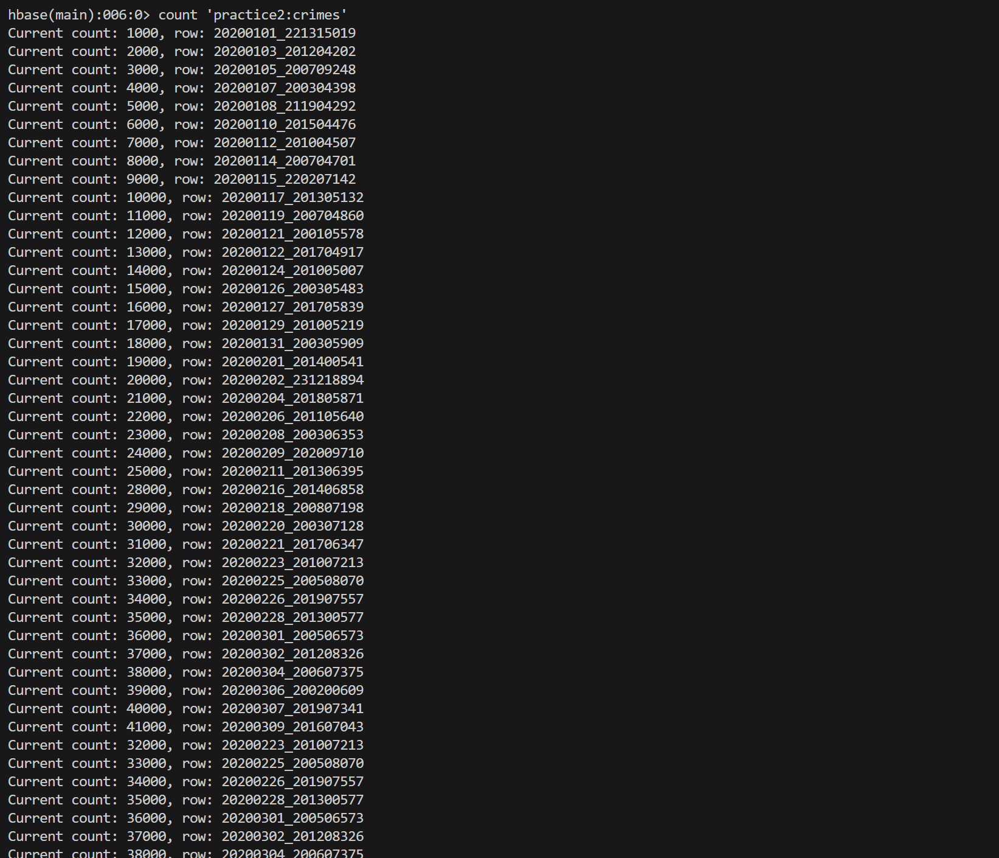 hbase(main):006:0> count 'practice2:crimes'
Current count: 1000, row: 20200101_221315019
Current count: 2000, row: 20200103_201204202
Current count: 3000, row: 20200105_200709248
Current count: 4000, row: 20200107_200304398
Current count: 5000, row: 20200108_211904292
Current count: 6000, row: 20200110_201504476
Current count: 7000, row: 20200112_201004507
Current count: 8000, row: 20200114_200704701
Current count: 9000, row: 20200115_220207142
Current count: 10000, row: 20200117_201305132
Current count: 11000, row: 20200119_200704860
Current count: 12000, row: 20200121_200105578
Current count: 13000, row: 20200122_201704917
Current count: 14000, row: 20200124_201005007
Current count: 15000, row: 20200126_200305483
Current count: 16000, row: 20200127_201705839
Current count: 17000, row: 20200129_201005219
Current count: 18000, row: 20200131_200305909
Current count: 19000, row: 20200201_201400541
Current count: 20000, row: 20200202_231218894
Current count: 21000, row: 20200204_201805871
Current count: 22000, row: 20200206_201105640
Current count: 23000, row: 20200208_200306353
Current count: 24000, row: 20200209_202009710
Current count: 25000, row: 20200211_201306395
Current count: 28000, row: 20200216_201406858
Current count: 29000, row: 20200218_200807198
Current count: 30000, row: 20200220_200307128
Current count: 31000, row: 20200221_201706347
Current count: 32000, row: 20200223_201007213
Current count: 33000, row: 20200225_200508070
Current count: 34000, row: 20200226_201907557
Current count: 35000, row: 20200228_201300577
Current count: 36000, row: 20200301_200506573
Current count: 37000, row: 20200302_201208326
Current count: 38000, row: 20200304_200607375
Current count: 39000, row: 20200306_200200609
Current count: 40000, row: 20200307_201907341
Current count: 41000, row: 20200309_201607043
Current count: 32000, row: 20200223_201007213
Current count: 33000, row: 20200225_200508070
Current count: 34000, row: 20200226_201907557
Current count: 35000, row: 20200228_201300577
Current count: 36000, row: 20200301_200506573
Current count: 37000, row: 20200302_201208326
Current count: 38000, row: 20200304_200607375